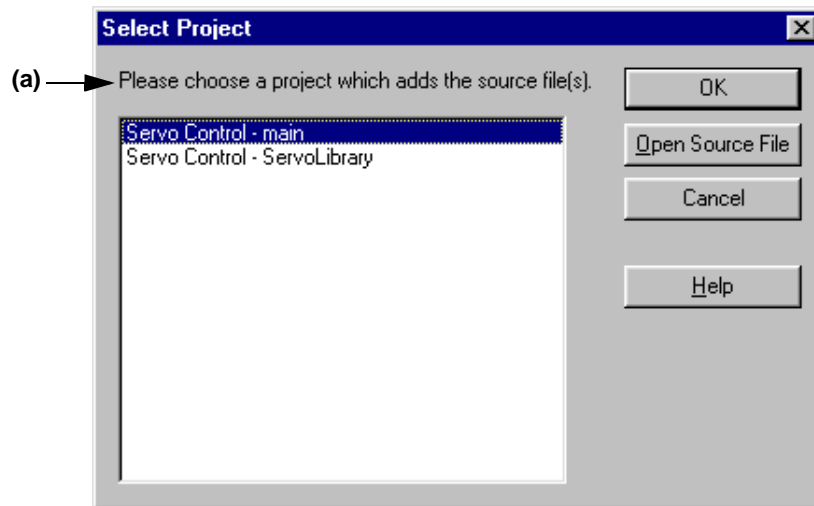 Select Project
(a)
Please choose a project which adds the source file(s).
OK
Servo Control - main
Servo Control - ServoLibrary
Open Source File
Cancel
Help